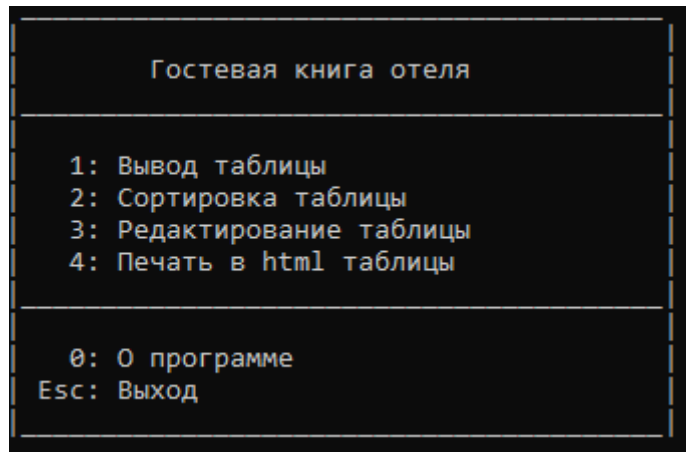 Гостевая книга отеля
1: Вывод таблицы
2: Сортировка таблицы
3: Редактирование таблицы
4: Печать в html таблицы
0: О программе
Esc: Выход